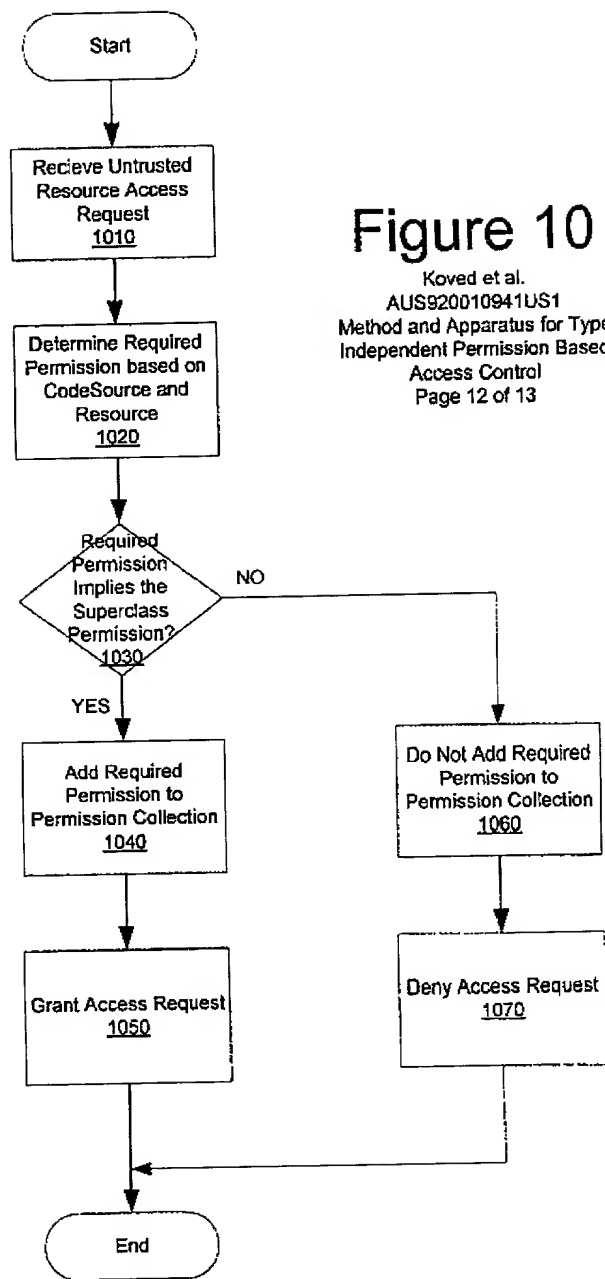 Start
Recieve Untrusted
Resource Access
Request
1010
Figure 10
Koved et al.
AUS920010941US1
Method and Apparatus for Type
Independent Permission Based
Access Control
Page 12 of 13
Determine Required
Permission based on
CodeSource and
Resource
1020
Required
Permission
Implies the
Superclass
Permission?
1030
NO
YES
Add Required
Permission to
Permission Collection
1040
Do Not Add Required
Permission to
Permission Collection
1060
Grant Access Request
1050
Deny Access Request
1070
End